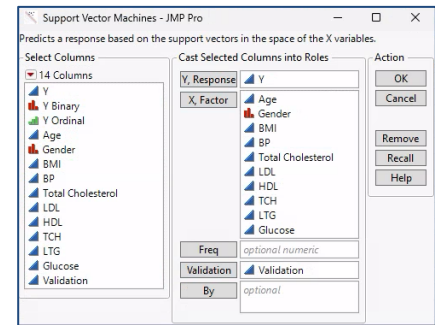 Support Vector Machines - JMP Pro
Predicts a response based on the support vectors in the space of the X variables.
Select Columns
14 Columns
Y
Y Binary
Y Ordinal
Age
Gender
BMI
BP
Total Cholesterol
LDL
HDL
TCH
LTG
Glucose
Validation
Cast Selected Columns into Roles
Y, Response
Y
X, Factor
Age
Gender
BMI
BP
Total Cholesterol
LDL
HDL
TCH
LTG
Glucose
Freq
optional numeric
Validation
Validation
By
optional
Action
OK
Cancel
Remove
Recall
Help